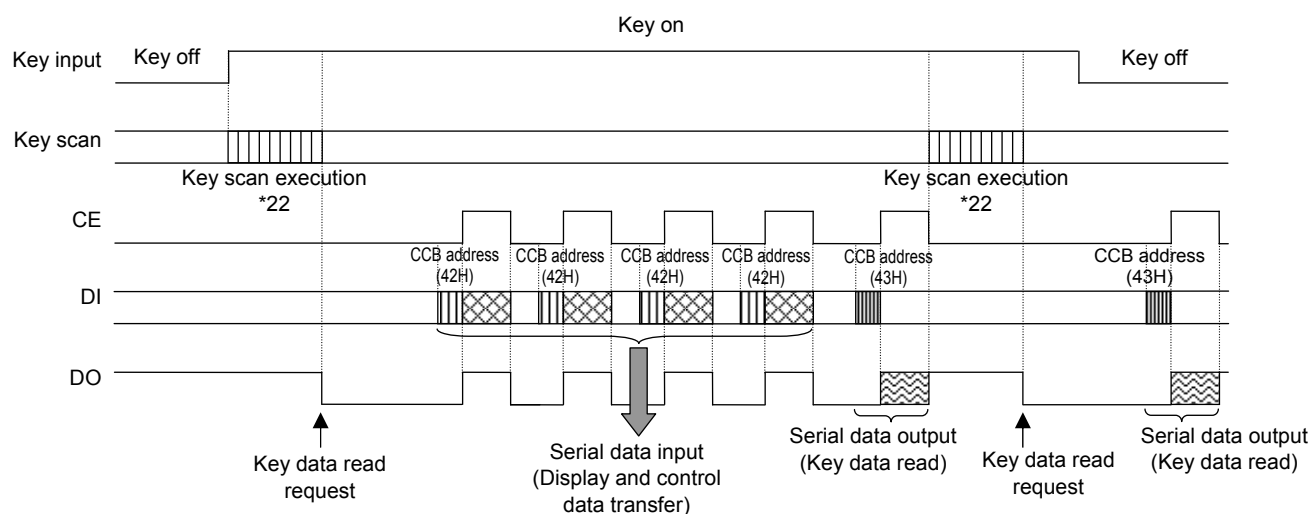 Key on
Key off
Key off
Key input
Key scan
Key scan execution
*22
Key scan execution
*22
CE
CCB address
(42H)
CCB address
(42H)
CCB address
(42H)
CCB address
(42H)
CCB address
(43H)
CCB address
(43H)
DI
DO
Key data read
request
Serial data input
(Display and control
data transfer)
Serial data output
(Key data read)
Key data read
request
Serial data output
(Key data read)